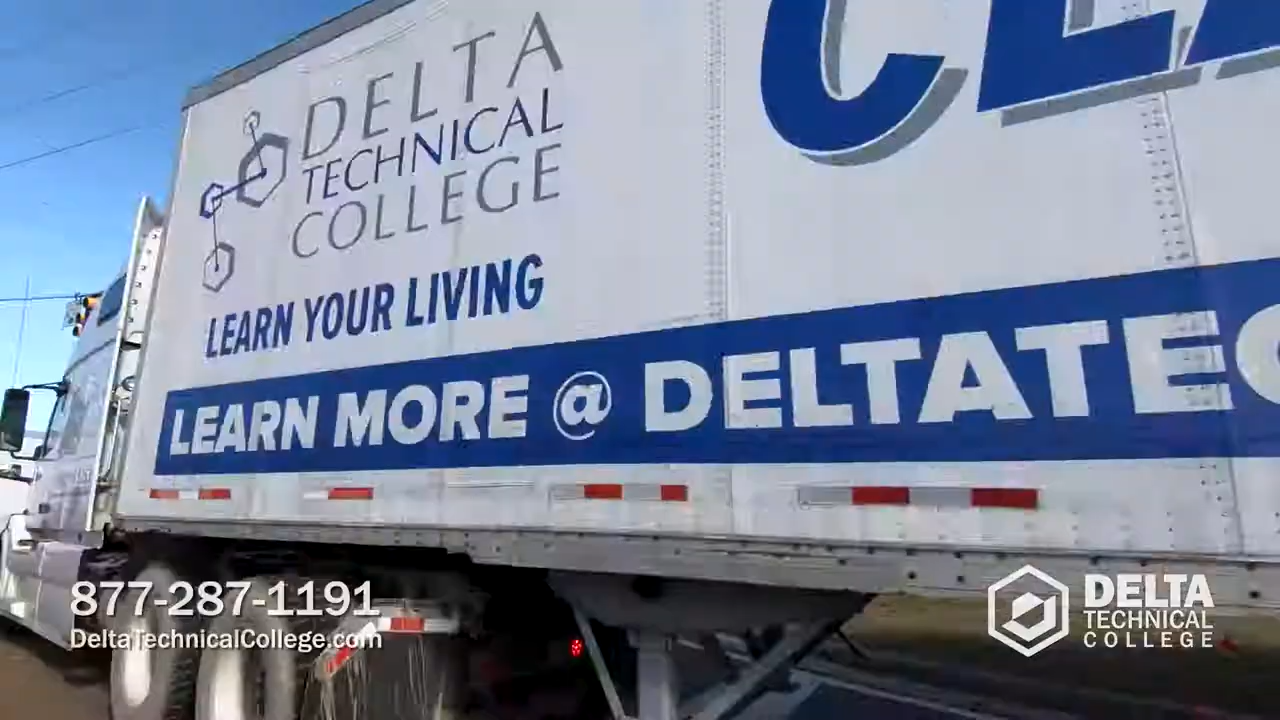 DELTA
TECHNICAL
COLLEGE
LEARN YOUR LIVING
LEARN MORE @ DELTATEC
877-287-1191
DeltaTechnicalCollege.com
DELTA
TECHNICAL
COLLEGE